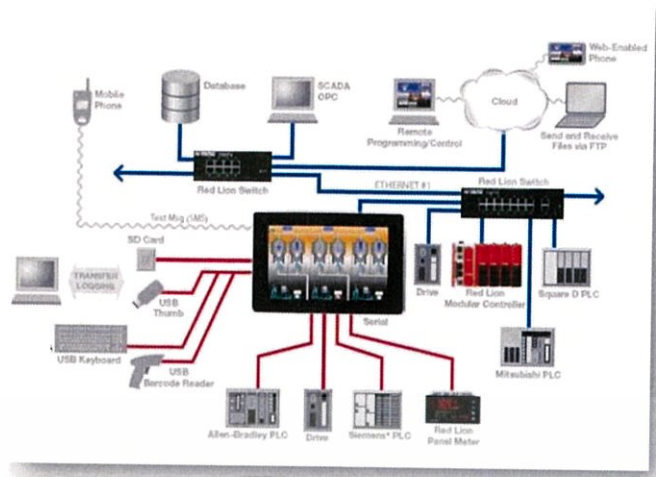 Web-Enabled
Phone
Mobile
Phone
Database
SCADA
OPC
Cloud
Remote
Programming/Control
Send and Receive
Files via FTP
Red Lion Switch
ETHERNET #1
Red Lion Switch
Text Msg (SMS)
SD Card
TRANSFER
LOGGING
USB
Thumb
Drive
Red Lion
Modular Controller
Square D PLC
Serial
USB Keyboard
USB
Barcode Reader
Mitsubishi PLC
Allen-Bradley PLC
Drive
Siemens* PLC
Red Lion
Panel Meter